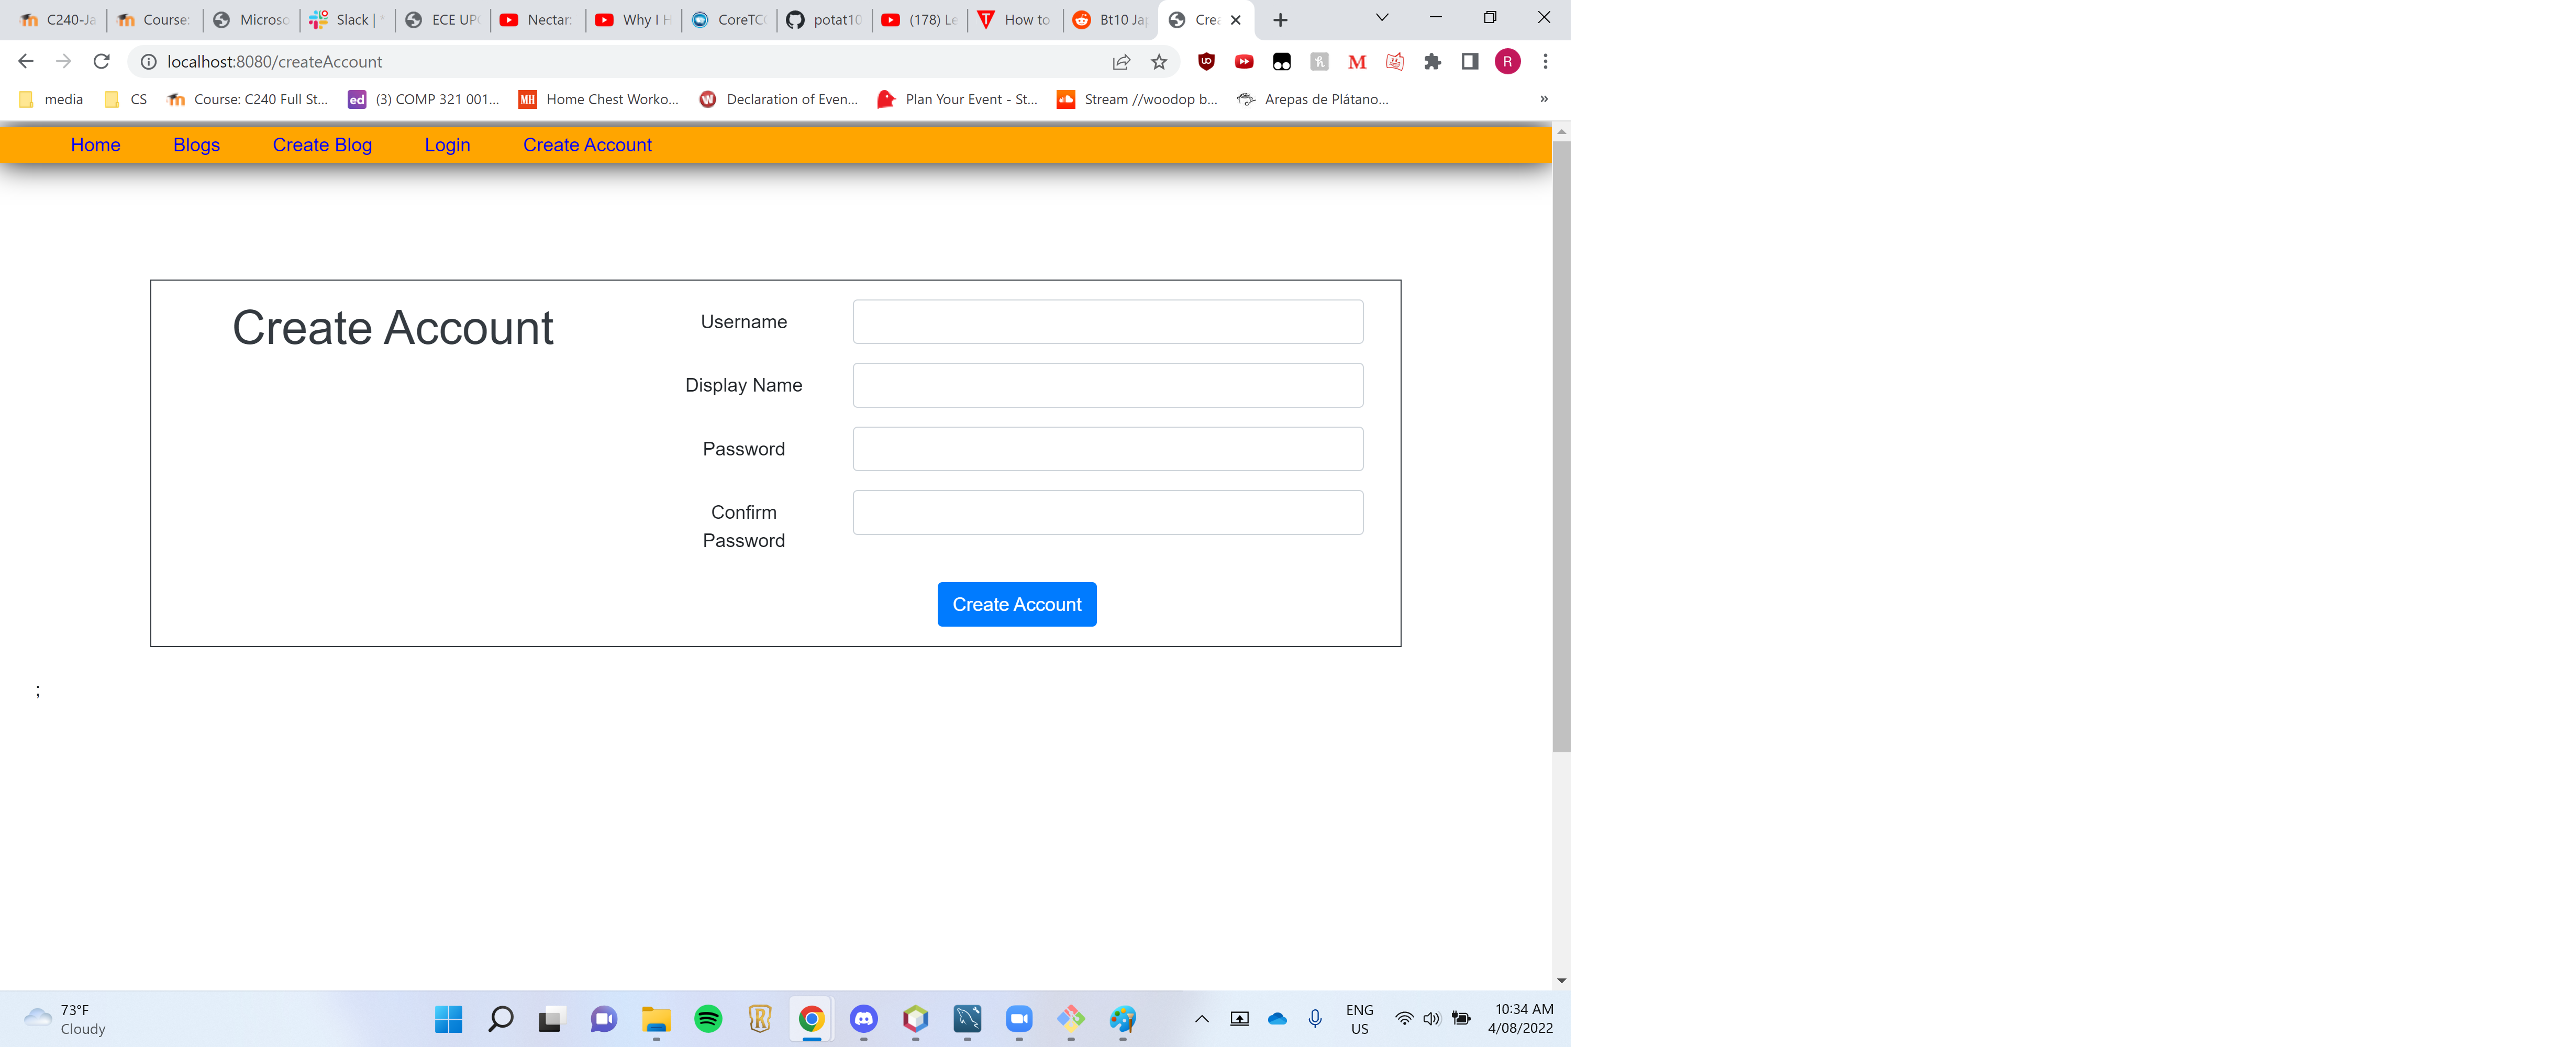 C240-Ja Course: Microso Slack | * ECE UP Nectar: Why I H CoreTC potat10 (178) Le How to Bt10 Ja Crea
localhost:8080/createAccount
media CS Course: C240 Full St... (3) COMP 321 001... Home Chest Worko... Declaration of Even... Plan Your Event - St... Stream //woodop b... Arepas de Plátano... »
Home Blogs Create Blog Login Create Account
Create Account
Username
Display Name
Password
Confirm
Password
Create Account
;
73°F
Cloudy
ENG
US
10:34 AM
4/08/2022